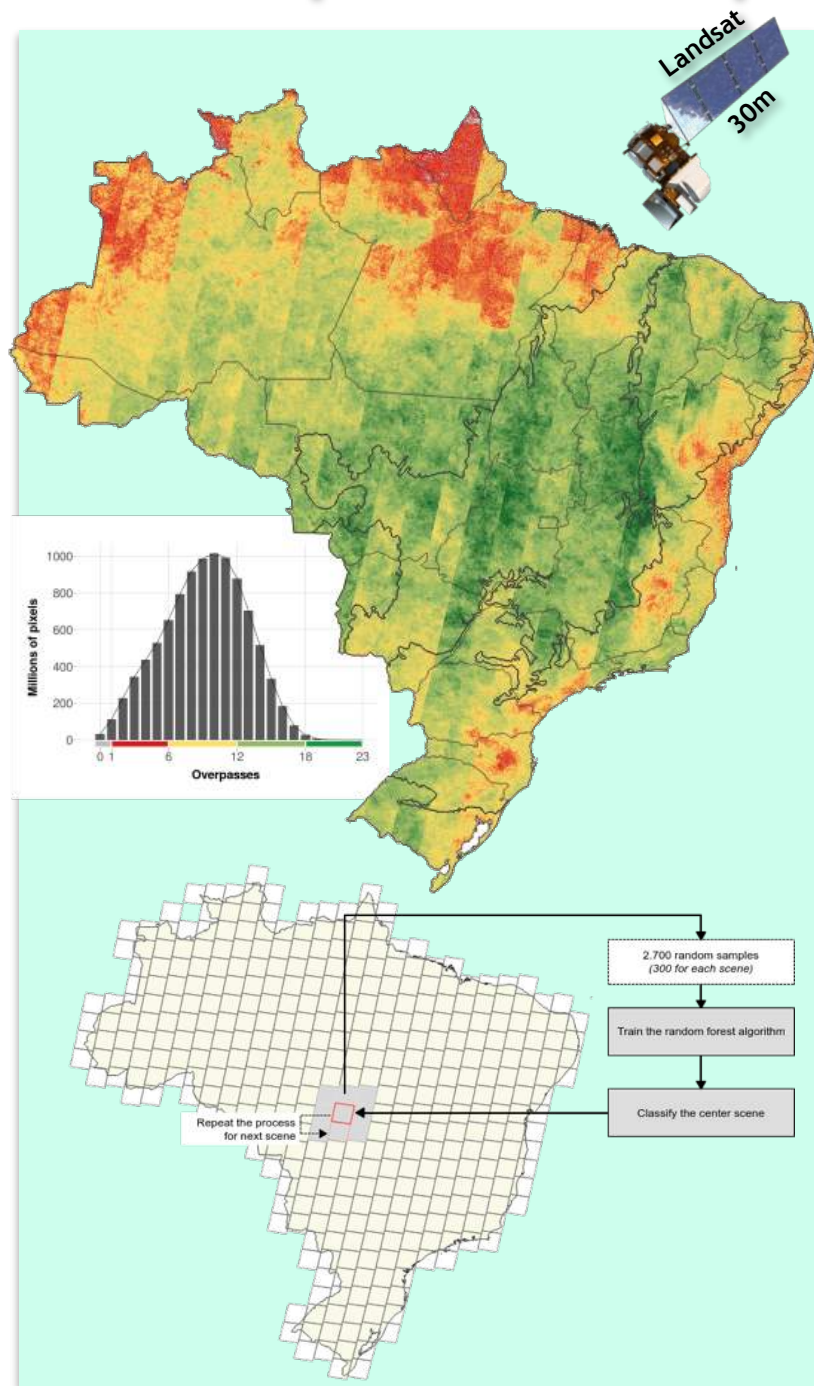 Landsat
30m
1000
800
600
400
200
0
Millions of pixels
0 1 6 12 18 23
Overpasses
2.700 random samples
(300 for each scene)
Train the random forest algorithm
Classify the center scene
Repeat the process
for next scene